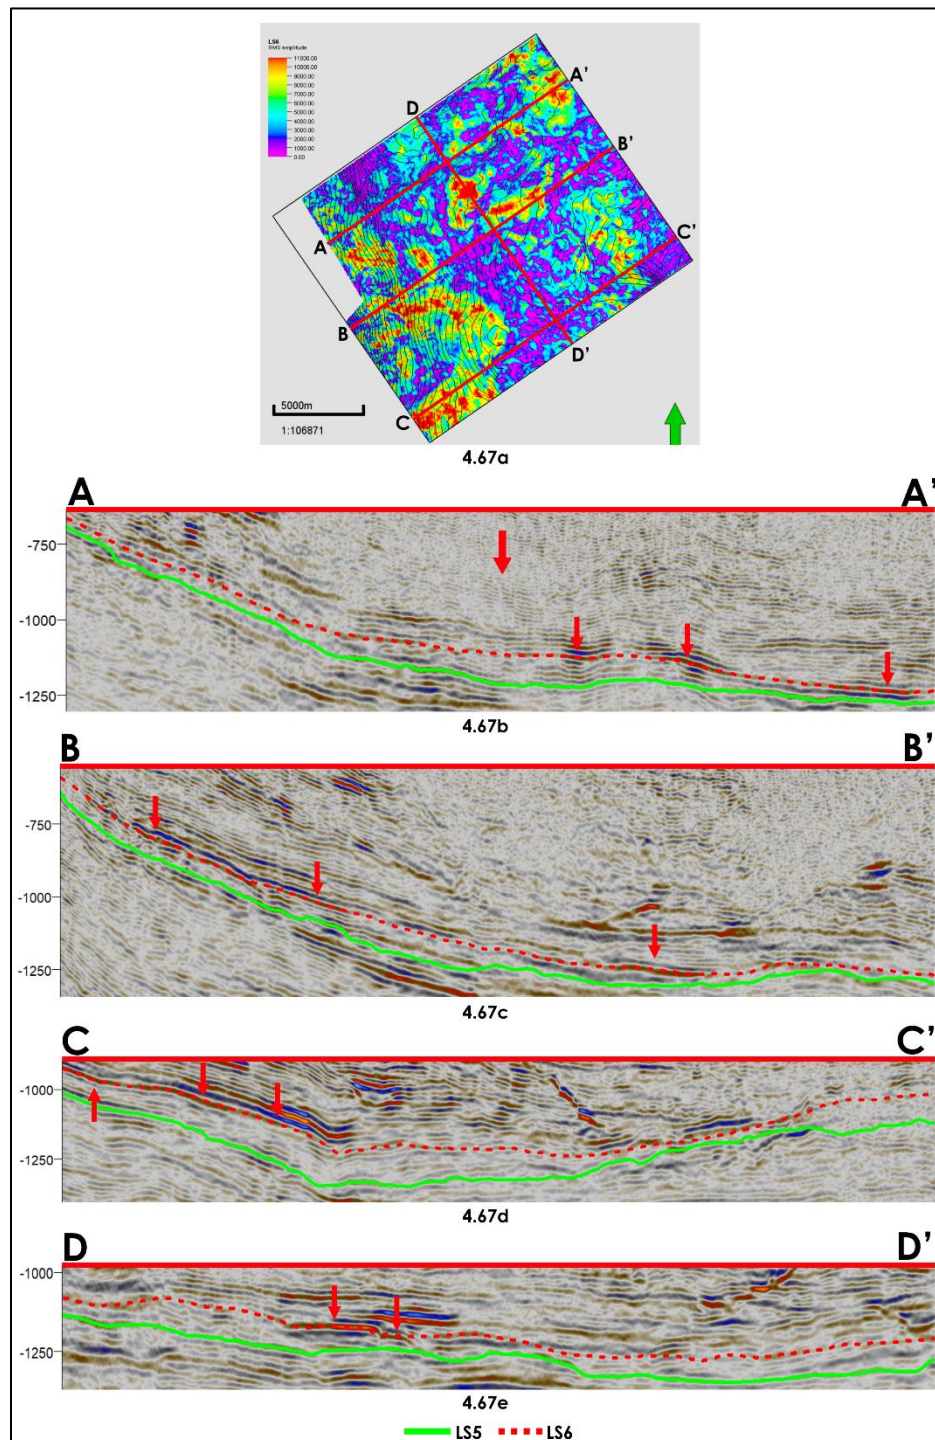 LS6
RMS amplitude
11000.00
10000.00
9000.00
8000.00
7000.00
6000.00
5000.00
4000.00
3000.00
2000.00
1000.00
0.00
A'
D
B'
C'
A
B
D'
C
5000m
1:106871
4.67a
A A'
-750
-1000
-1250
4.67b
B B'
-750
-1000
-1250
4.67c
C C'
-1000
-1250
4.67d
D D'
-1000
-1250
4.67e
LS5 LS6